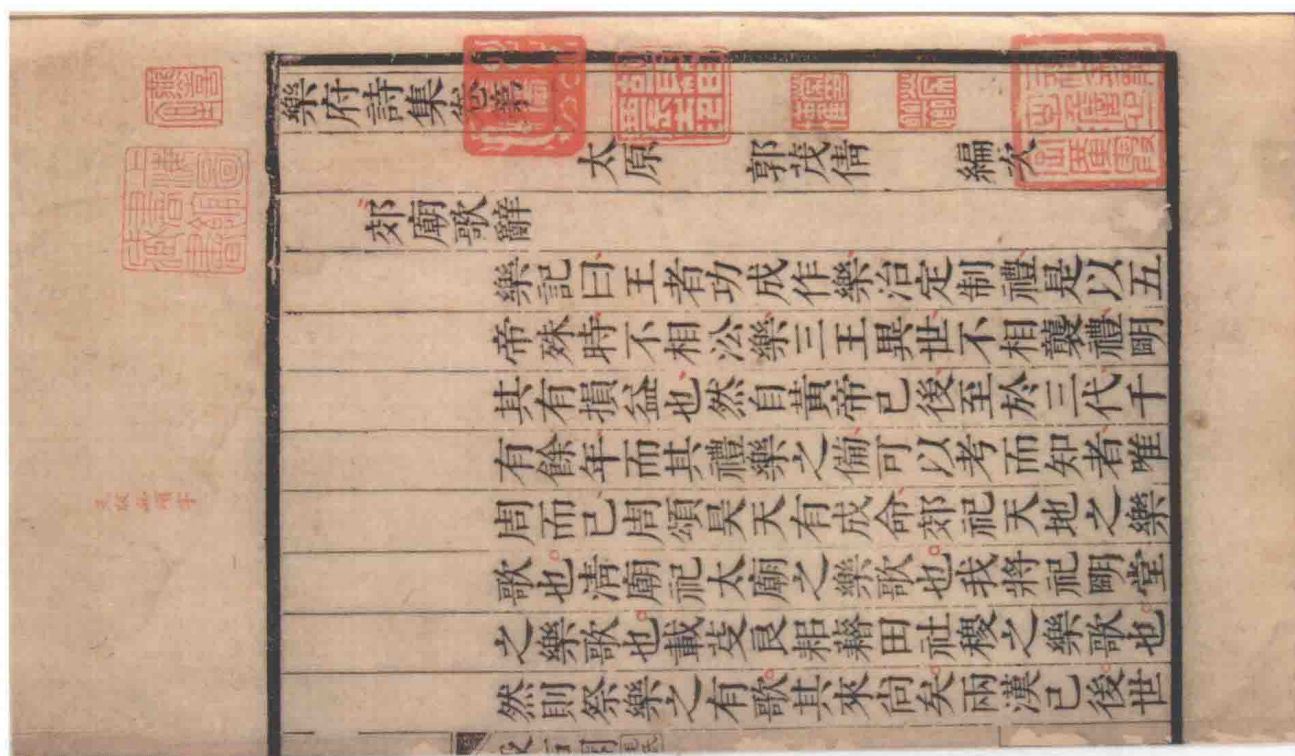 樂府詩集卷第
太原 郭茂倩 編次
郊廟歌辭
樂記曰王者功成作樂治定制禮是以五
帝殊時不相㳂樂三王異世不相襲禮眀
其有損益也然自黃帝已後至於三代千
有餘年而其禮樂之備可以考而知者唯
周而已周頌昊天有成命郊祀天地之樂
歌也清廟祀太廟之樂歌也我將祀眀堂
之樂歌也載芟良耜藉田社稷之樂歌也
然則祭樂之有歌其來尚矣兩漢已後世